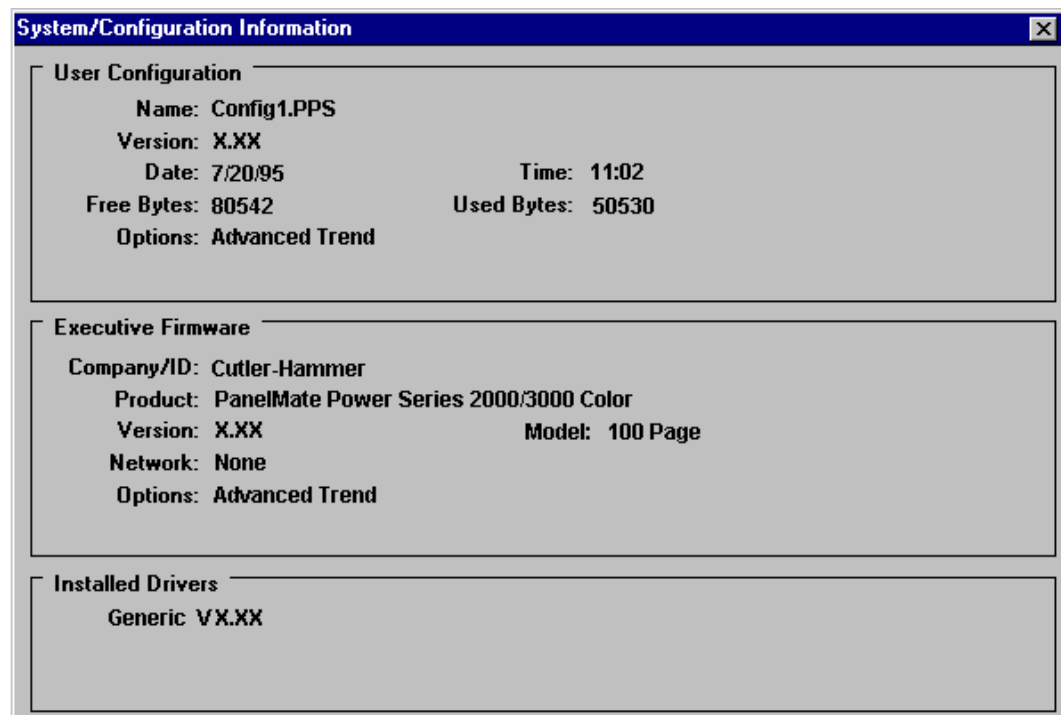 System/Configuration Information
User Configuration
Name: Config1.PPS
Version: X.XX
Date: 7/20/95 Time: 11:02
Free Bytes: 80542 Used Bytes: 50530
Options: Advanced Trend
Executive Firmware
Company/ID: Cutler-Hammer
Product: PanelMate Power Series 2000/3000 Color
Version: X.XX Model: 100 Page
Network: None
Options: Advanced Trend
Installed Drivers
Generic VX.XX